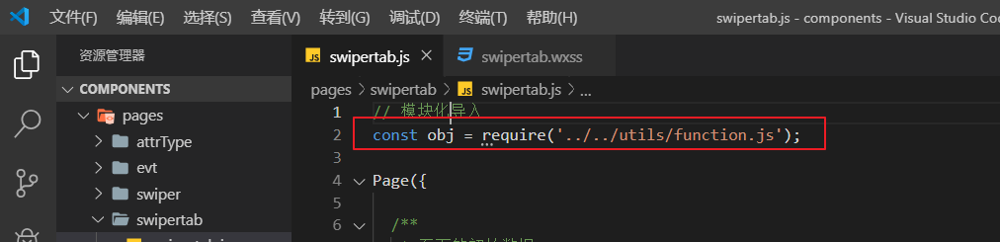 文件(F) 编辑(E) 选择(S) 查看(V) 转到(G) 调试(D) 终端(T) 帮助(H) swipertab.js - components - Visual Studio Cod
资源管理器
JS swipertab.js × swipertab.wxss
COMPONENTS
pages > swipertab > JS swipertab.js > ...
pages
attrType
evt
swiper
swipertab
1 // 模块化导入
2 const obj = require('../../utils/function.js');
3
4 Page({
5
6 /**